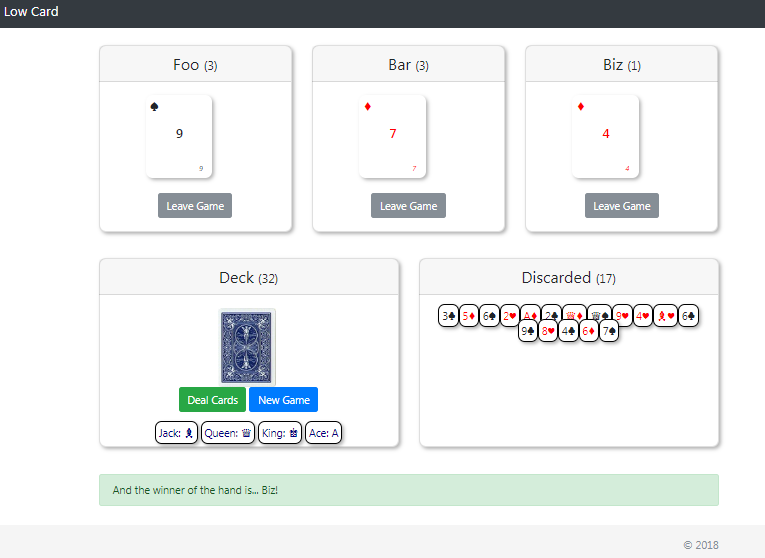 Low Card
Foo (3)
Bar (3)
Biz (1)
♠
9
9
♦
7
7
♦
4
4
Leave Game
Leave Game
Leave Game
Deck (32)
Discarded (17)
3♣ 5♦ 6♠ 2♥ A♦ 2♣ ♕♦ ♕♠ 9♥ 4♥ ♝♥ 6♣
9♣ 8♥ 4♣ 6♦ 7♠
Deal Cards New Game
Jack: ♝ Queen: ♕ King: ♔ Ace: A
And the winner of the hand is... Biz!
© 2018